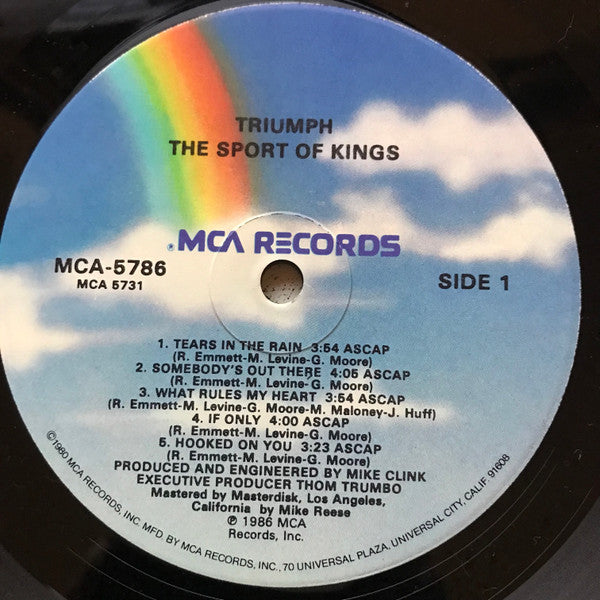 TRIUMPH
THE SPORT OF KINGS
® MCA RECORDS
MCA-5786
MCA 5731
SIDE 1
1. TEARS IN THE RAIN 3:54 ASCAP
(R. Emmett-M. Levine-G. Moore)
2. SOMEBODY'S OUT THERE 4:05 ASCAP
(R. Emmett-M. Levine-G. Moore)
3. WHAT RULES MY HEART 3:54 ASCAP
(R. Emmett-M. Levine-G. Moore-M. Maloney-J. Huff)
4. IF ONLY 4:00 ASCAP
(R. Emmett-M. Levine-G. Moore)
5. HOOKED ON YOU 3:23 ASCAP
(R. Emmett-M. Levine-G. Moore)
PRODUCED AND ENGINEERED BY MIKE CLINK
EXECUTIVE PRODUCER THOM TRUMBO
Mastered by Masterdisk, Los Angeles,
California by Mike Reese
℗ 1986 MCA
Records, Inc.
©1980 MCA RECORDS, INC. MFD. BY MCA RECORDS, INC., 70 UNIVERSAL PLAZA, UNIVERSAL CITY, CALIF. 91608